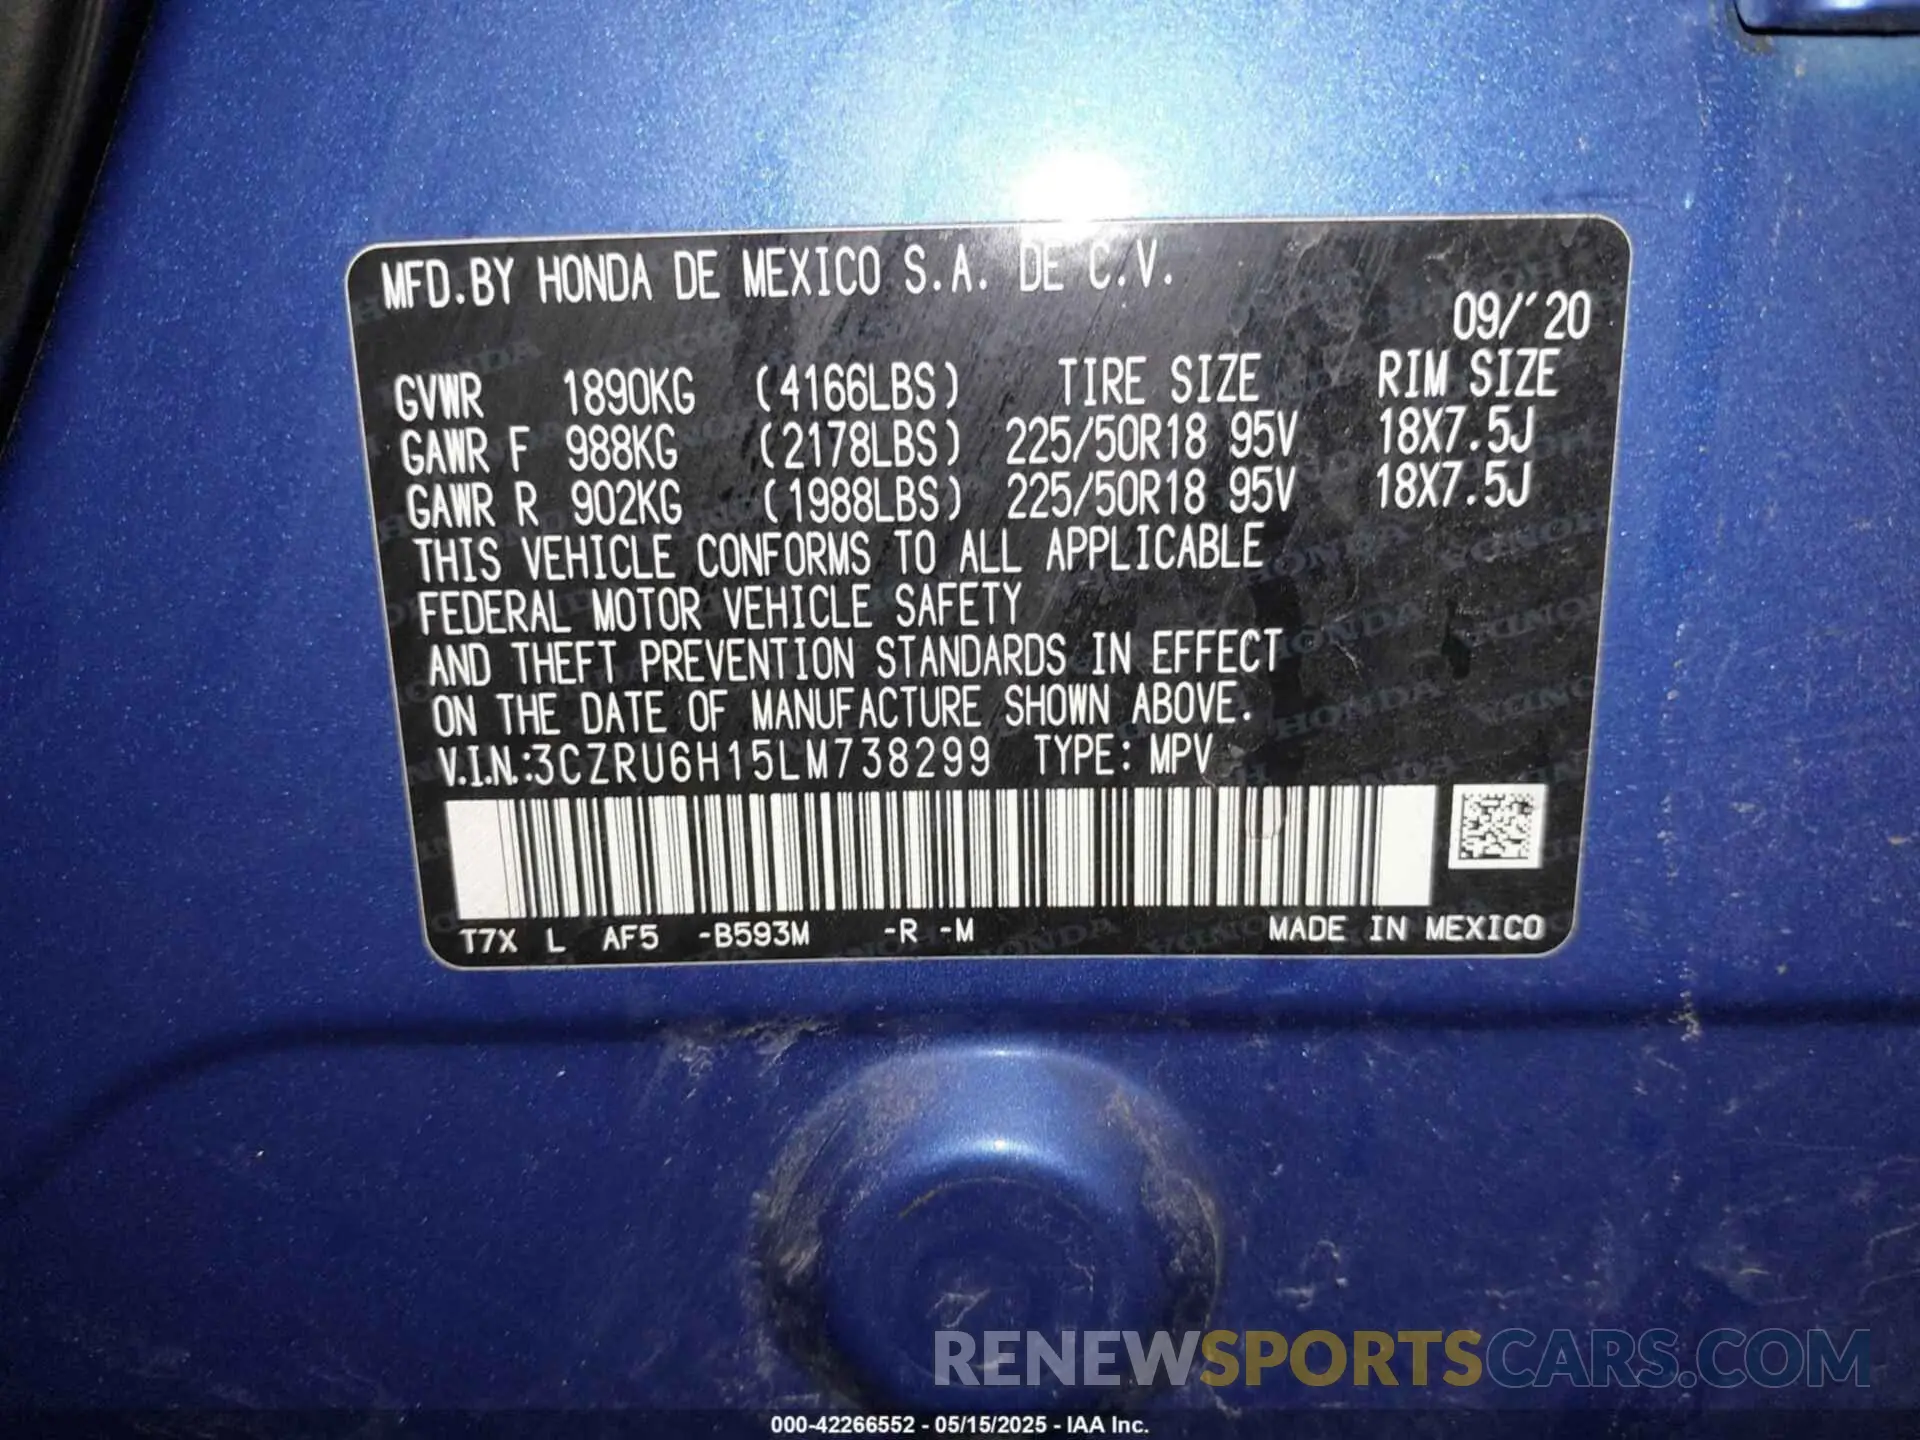 MFD.BY HONDA DE MEXICO S.A. DE C.V.
09/'20
GVWR 1890KG (4166LBS) TIRE SIZE RIM SIZE
GAWR F 988KG (2178LBS) 225/50R18 95V 18X7.5J
GAWR R 902KG (1988LBS) 225/50R18 95V 18X7.5J
THIS VEHICLE CONFORMS TO ALL APPLICABLE
FEDERAL MOTOR VEHICLE SAFETY
AND THEFT PREVENTION STANDARDS IN EFFECT
ON THE DATE OF MANUFACTURE SHOWN ABOVE.
V.I.N.:3CZRU6H15LM738299 TYPE: MPV
T7X L AF5 -B593M -R -M MADE IN MEXICO
RENEWSPORTSCARS.COM
000-42266552 - 05/15/2025 - IAA Inc.